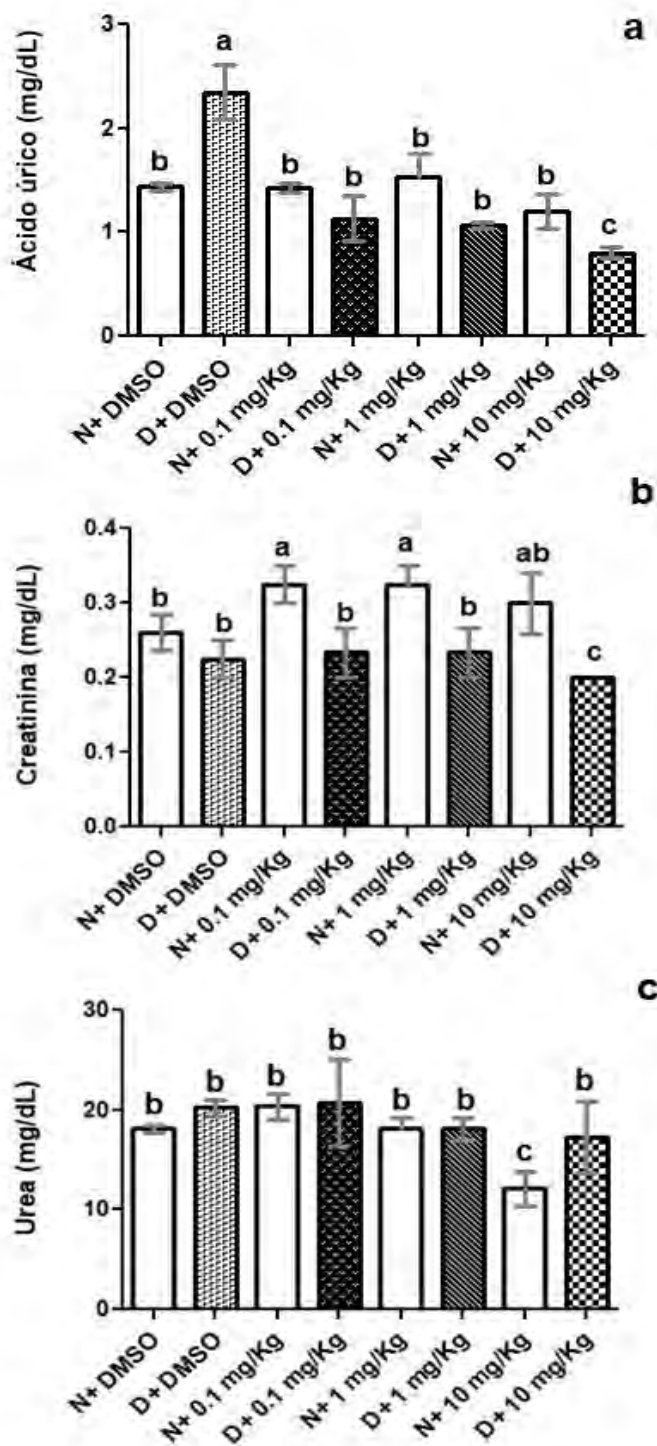 a
Ácido úrico (mg/dL)
3
2
1
0
b
a
b
b
b
b
b
c
N+ DMSO
D+ DMSO
N+ 0.1 mg/Kg
D+ 0.1 mg/Kg
N+ 1 mg/Kg
D+ 1 mg/Kg
N+ 10 mg/Kg
D+ 10 mg/Kg
b
Creatinina (mg/dL)
0.4
0.3
0.2
0.1
0.0
b
b
a
b
a
b
ab
c
N+ DMSO
D+ DMSO
N+ 0.1 mg/Kg
D+ 0.1 mg/Kg
N+ 1 mg/Kg
D+ 1 mg/Kg
N+ 10 mg/Kg
D+ 10 mg/Kg
c
Urea (mg/dL)
30
20
10
0
b
b
b
b
b
b
c
b
N+ DMSO
D+ DMSO
N+ 0.1 mg/Kg
D+ 0.1 mg/Kg
N+ 1 mg/Kg
D+ 1 mg/Kg
N+ 10 mg/Kg
D+ 10 mg/Kg